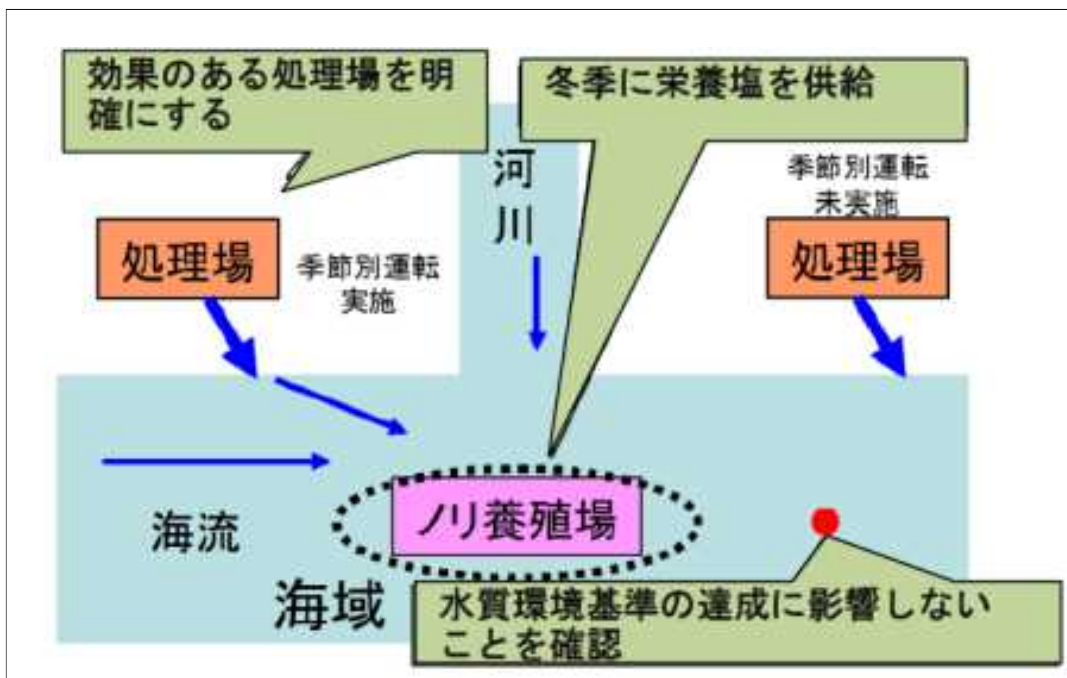 効果のある処理場を明
確にする
冬季に栄養塩を供給
河
川
季節別運転
未実施
処理場
季節別運転
実施
処理場
海流
ノリ養殖場
海域
水質環境基準の達成に影響しない
ことを確認